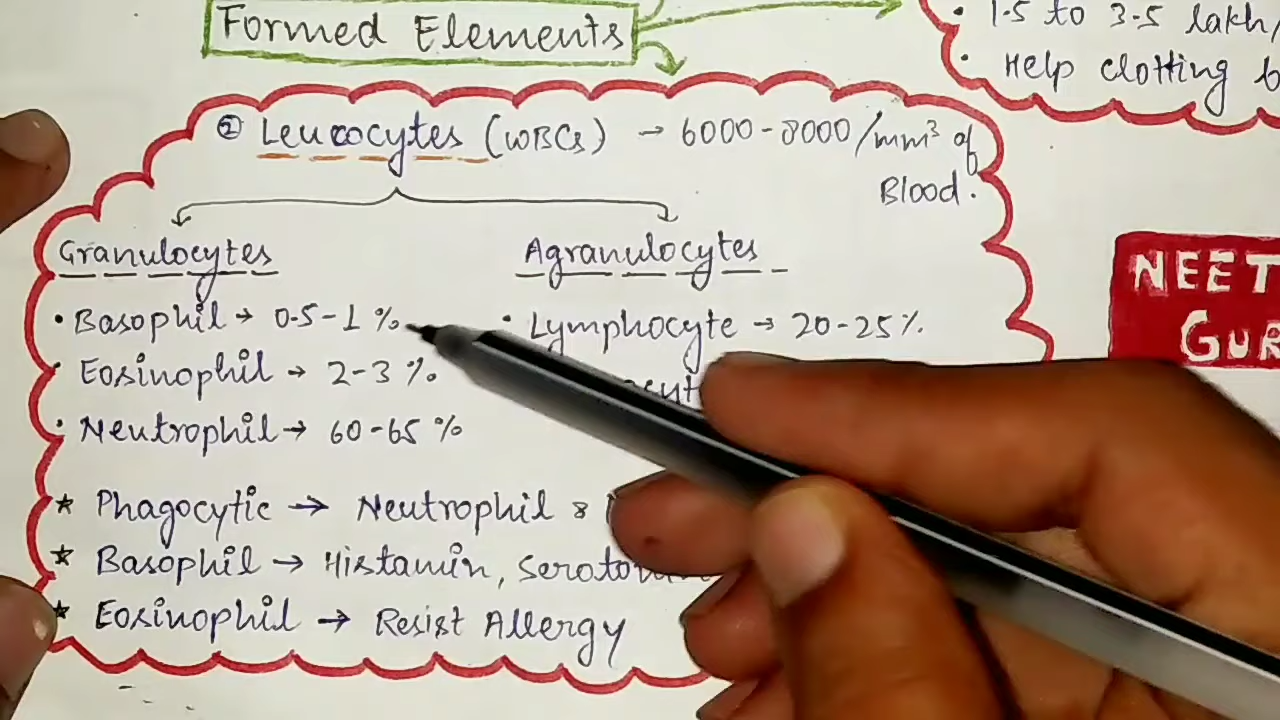 Formed Elements
• 1.5 to 3.5 lakh/
• Help clotting
② Leucocytes (WBCs) → 6000-8000/mm³ of
Blood.
Granulocytes
• Basophil → 0.5-1 %
• Eosinophil → 2-3 %
• Neutrophil → 60-65 %
Agranulocytes
• Lymphocyte → 20-25%
★ Phagocytic → Neutrophil &
★ Basophil → Histamin,
★ Eosinophil → Resist Allergy
NEET
GUR